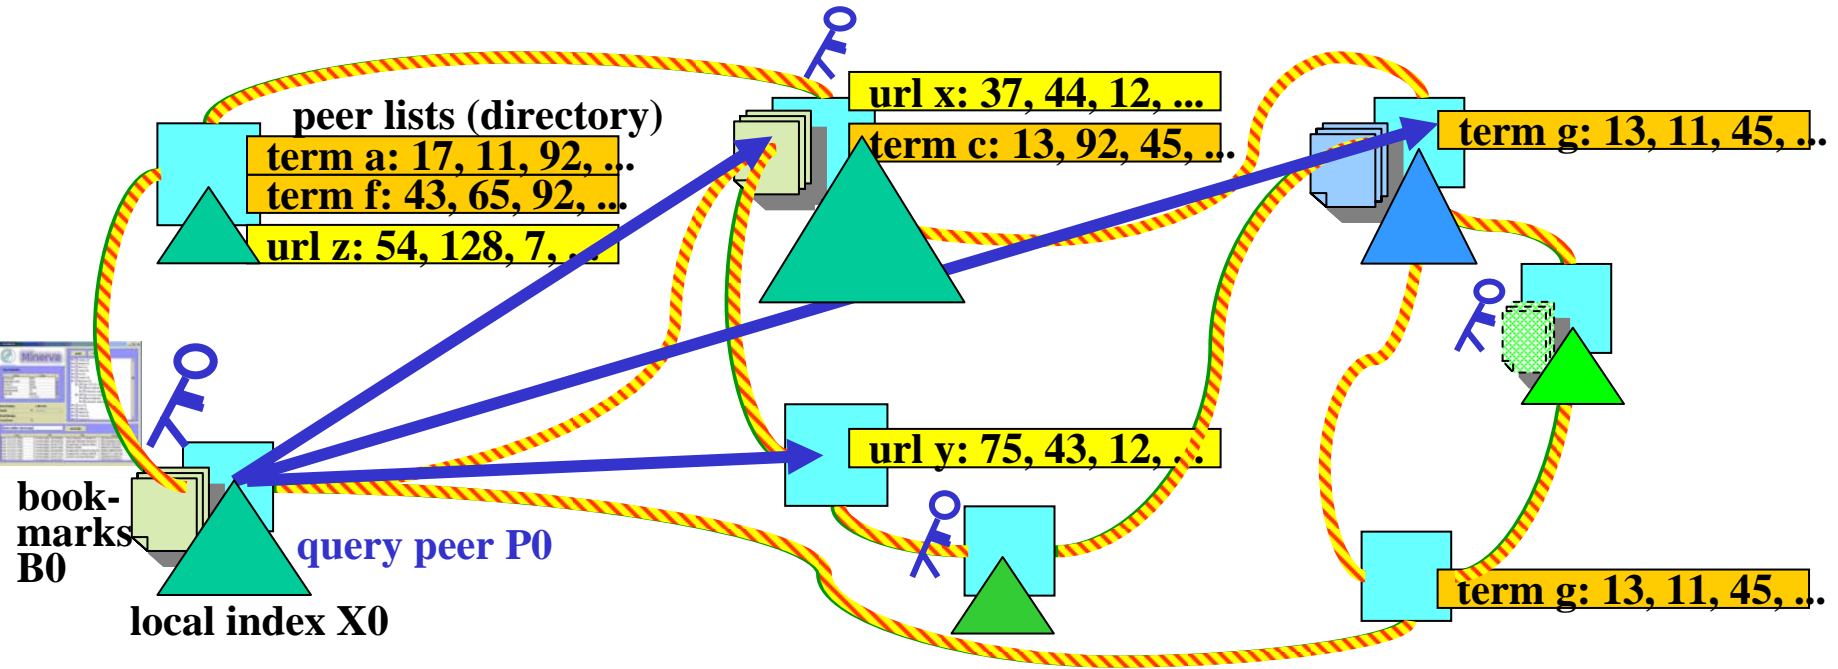 peer lists (directory)
term a: 17, 11, 92, ...
term f: 43, 65, 92, ...
url z: 54, 128, 7, ...
url x: 37, 44, 12, ...
term c: 13, 92, 45, ...
term g: 13, 11, 45, ...
Minerva
url y: 75, 43, 12, ...
book-
marks
B0
query peer P0
local index X0
term g: 13, 11, 45, ...